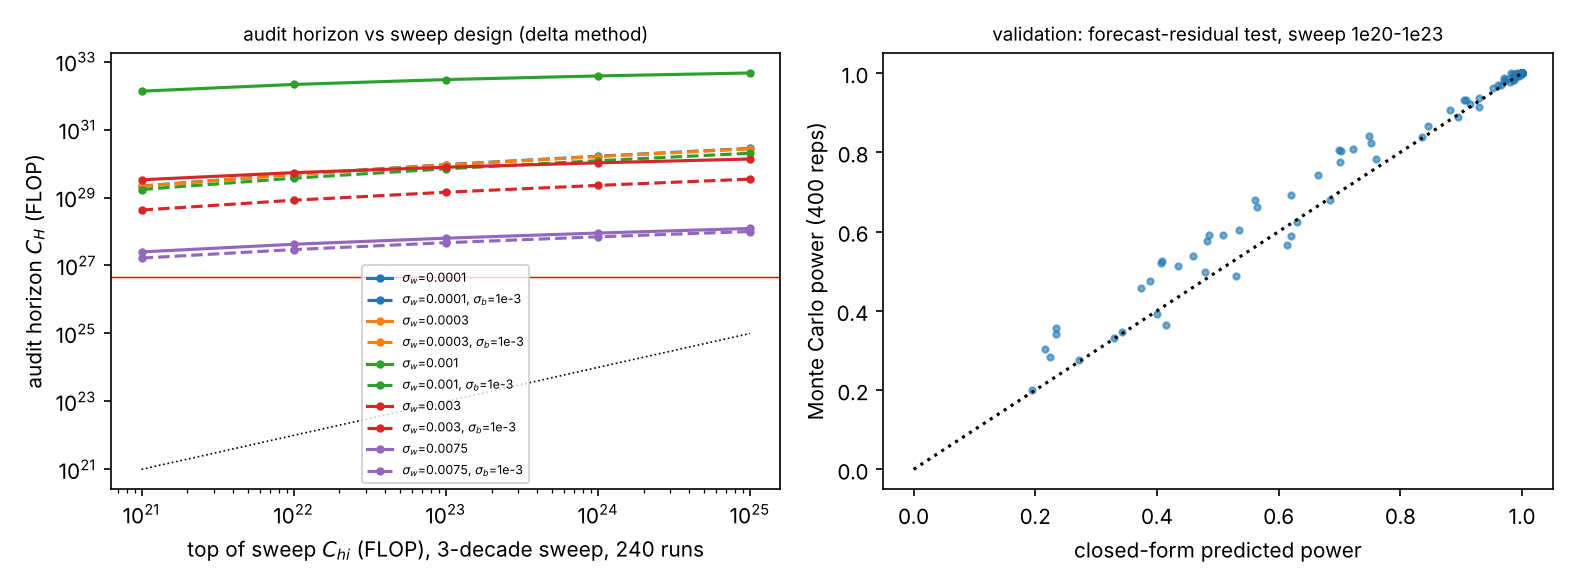 audit horizon vs sweep design (delta method)
audit horizon C_H (FLOP)
10^33
10^31
10^29
10^27
10^25
10^23
10^21
σ_w=0.0001
σ_w=0.0001, σ_b=1e-3
σ_w=0.0003
σ_w=0.0003, σ_b=1e-3
σ_w=0.001
σ_w=0.001, σ_b=1e-3
σ_w=0.003
σ_w=0.003, σ_b=1e-3
σ_w=0.0075
σ_w=0.0075, σ_b=1e-3
10^21 10^22 10^23 10^24 10^25
top of sweep C_hi (FLOP), 3-decade sweep, 240 runs
validation: forecast-residual test, sweep 1e20-1e23
Monte Carlo power (400 reps)
1.0
0.8
0.6
0.4
0.2
0.0
0.0 0.2 0.4 0.6 0.8 1.0
closed-form predicted power